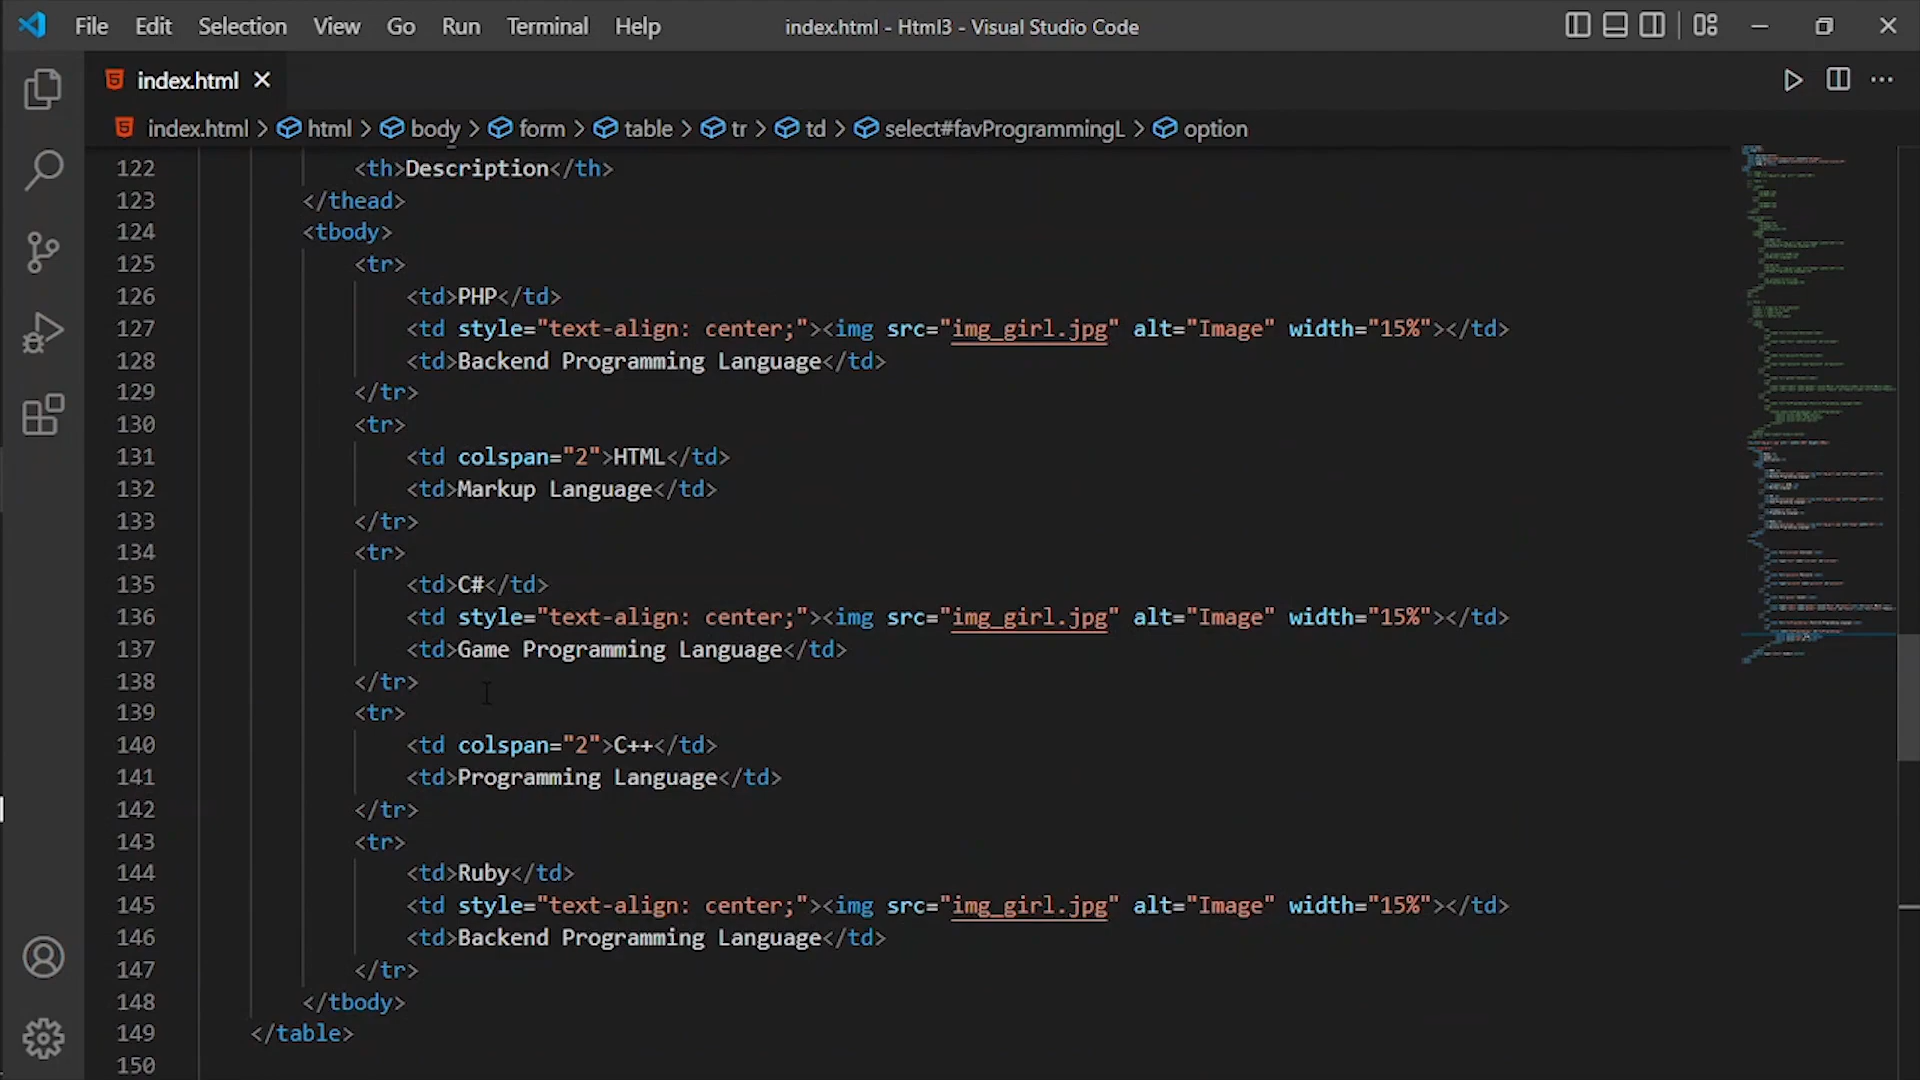 File Edit Selection View Go Run Terminal Help index.html - Html3 - Visual Studio Code
index.html
index.html > html > body > form > table > tr > td > select#favProgrammingL > option
122 <th>Description</th>
123 </thead>
124 <tbody>
125 <tr>
126 <td>PHP</td>
127 <td style="text-align: center;"><img src="img_girl.jpg" alt="Image" width="15%"></td>
128 <td>Backend Programming Language</td>
129 </tr>
130 <tr>
131 <td colspan="2">HTML</td>
132 <td>Markup Language</td>
133 </tr>
134 <tr>
135 <td>C#</td>
136 <td style="text-align: center;"><img src="img_girl.jpg" alt="Image" width="15%"></td>
137 <td>Game Programming Language</td>
138 </tr>
139 <tr>
140 <td colspan="2">C++</td>
141 <td>Programming Language</td>
142 </tr>
143 <tr>
144 <td>Ruby</td>
145 <td style="text-align: center;"><img src="img_girl.jpg" alt="Image" width="15%"></td>
146 <td>Backend Programming Language</td>
147 </tr>
148 </tbody>
149 </table>
150